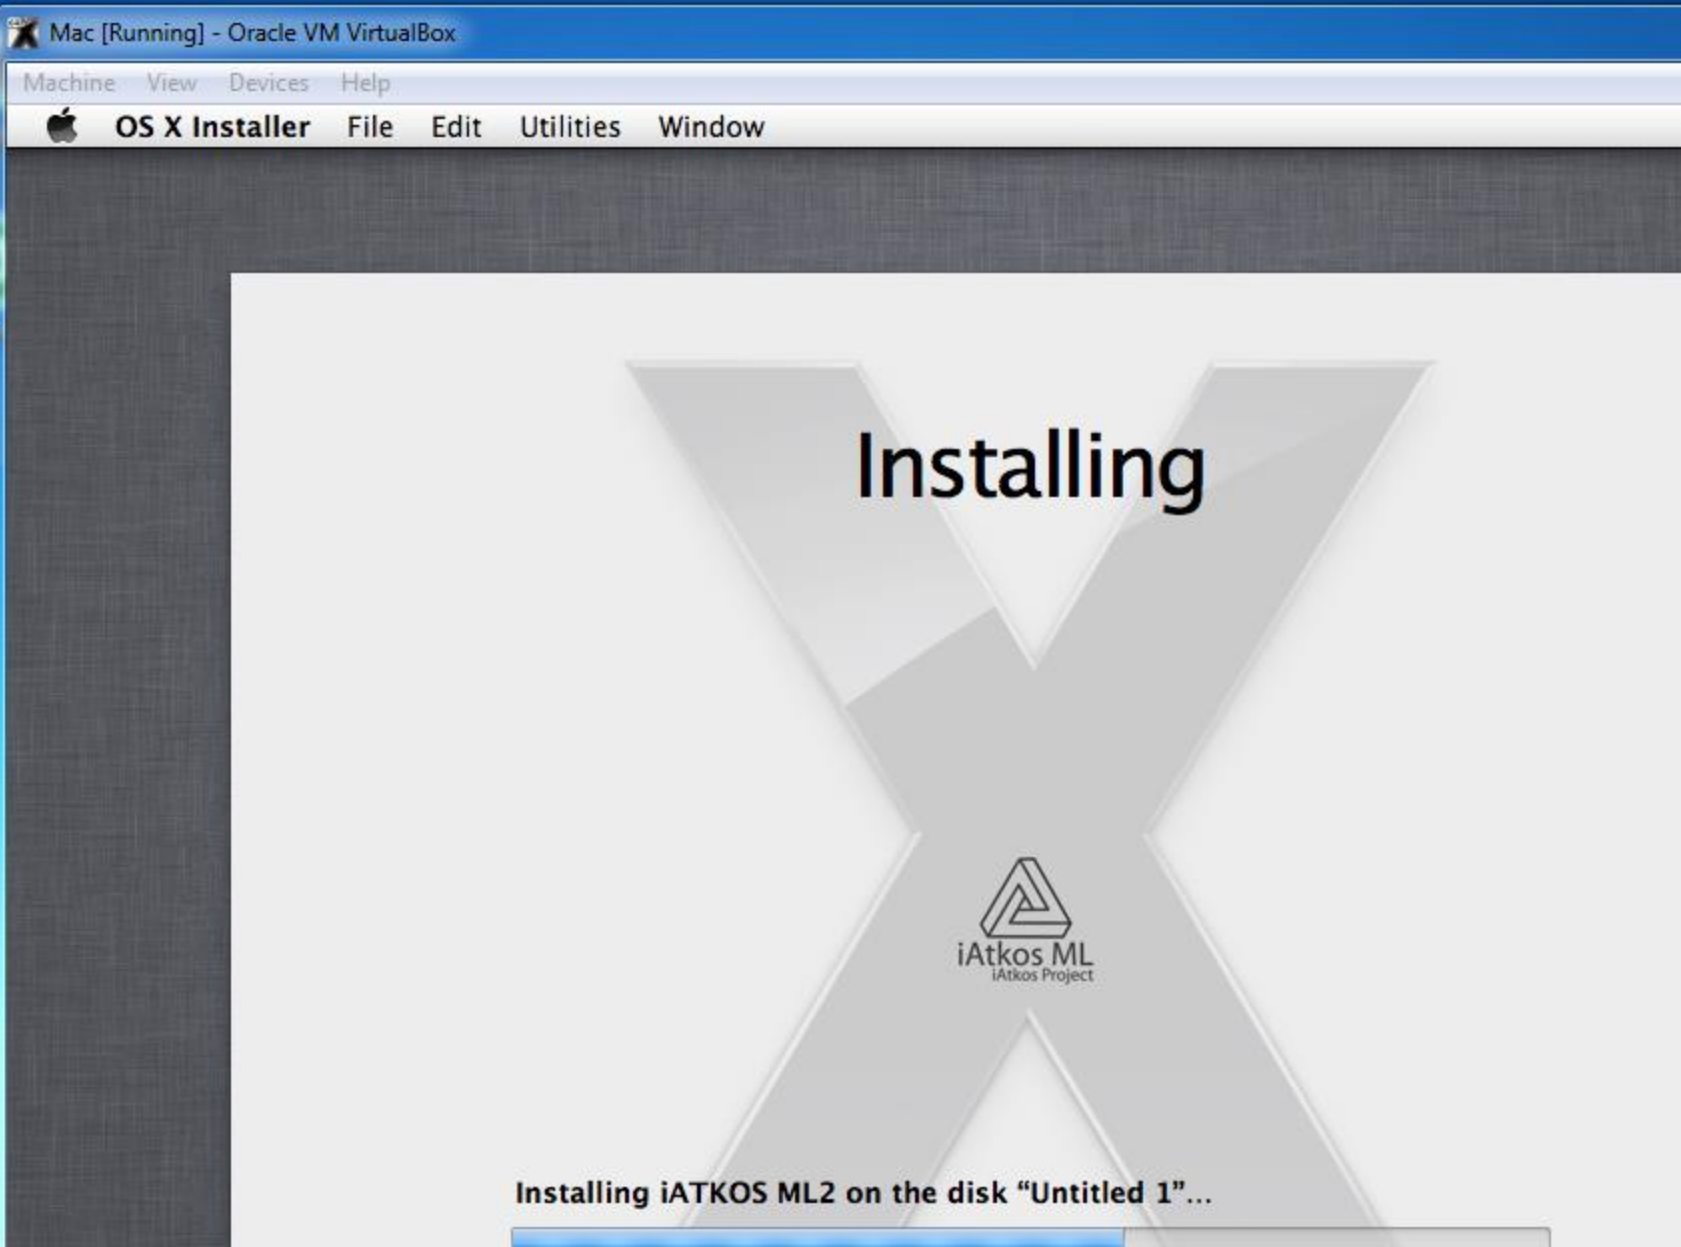 Mac [Running] - Oracle VM VirtualBox
Machine View Devices Help
OS X Installer File Edit Utilities Window
Installing
iAtkos ML
iAtkos Project
Installing iATKOS ML2 on the disk “Untitled 1”...